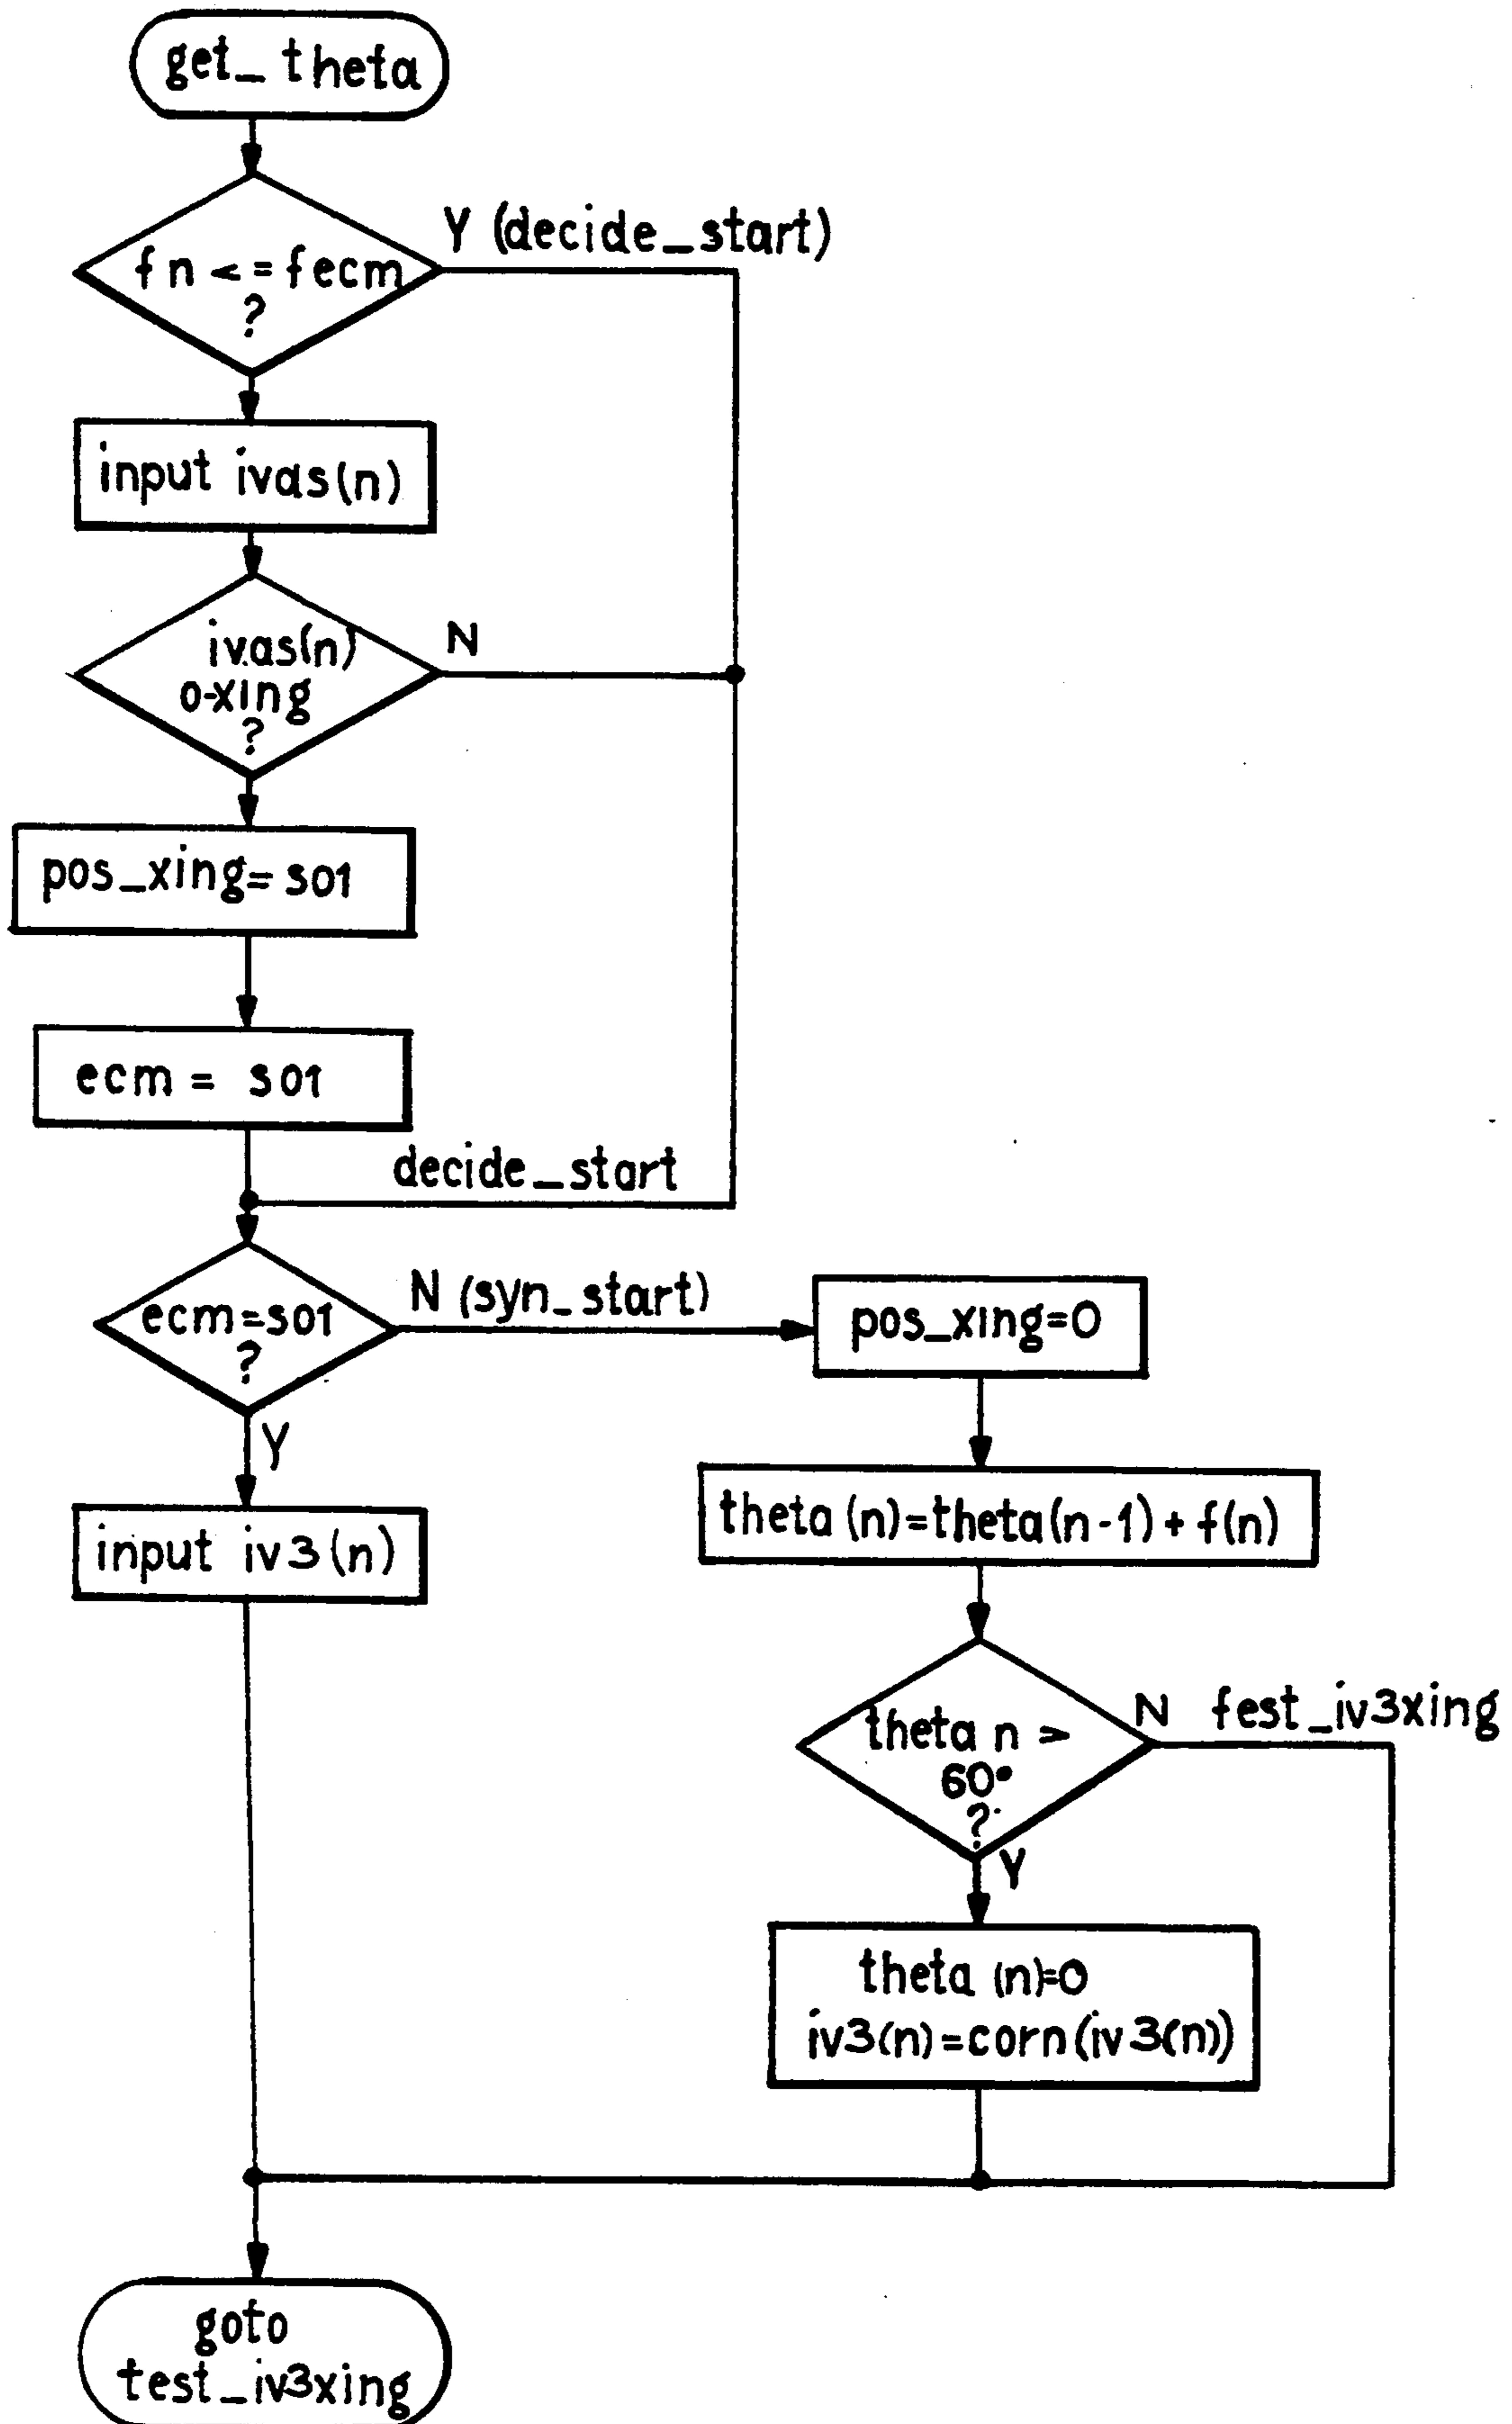 get_theta
Y (decide_start)
fn <= fecm
?
input ivas(n)
ivas(n)
N
0-xing
?
pos_xing=s01
ecm = s01
decide_start
ecm=s01
?
N (syn_start)
pos_xing=0
Y
theta (n)=theta(n-1)+f(n)
input iv3(n)
theta n >
60°
?
N fest_iv3xing
Y
theta (n)=0
iv3(n)=corn(iv3(n))
goto
test_iv3xing